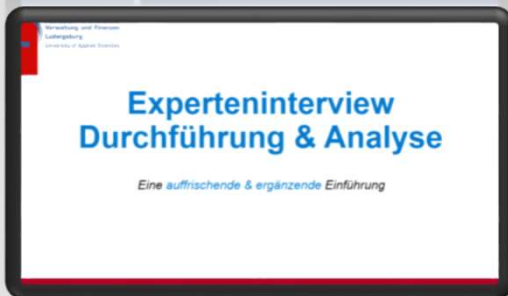 Verwaltung und Finanzen
Ludwigsburg
University of Applied Sciences
Experteninterview
Durchführung & Analyse
Eine auffrischende & ergänzende Einführung